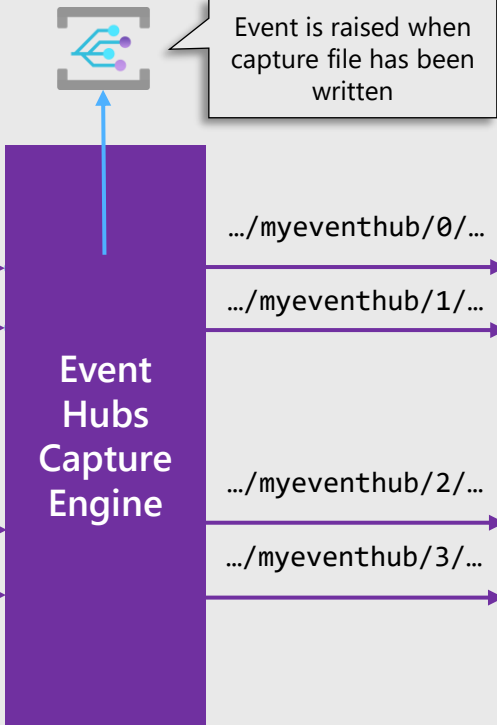 Event is raised when
capture file has been
written
…/myeventhub/0/…
…/myeventhub/1/…
Event
Hubs
Capture
Engine
…/myeventhub/2/…
…/myeventhub/3/…